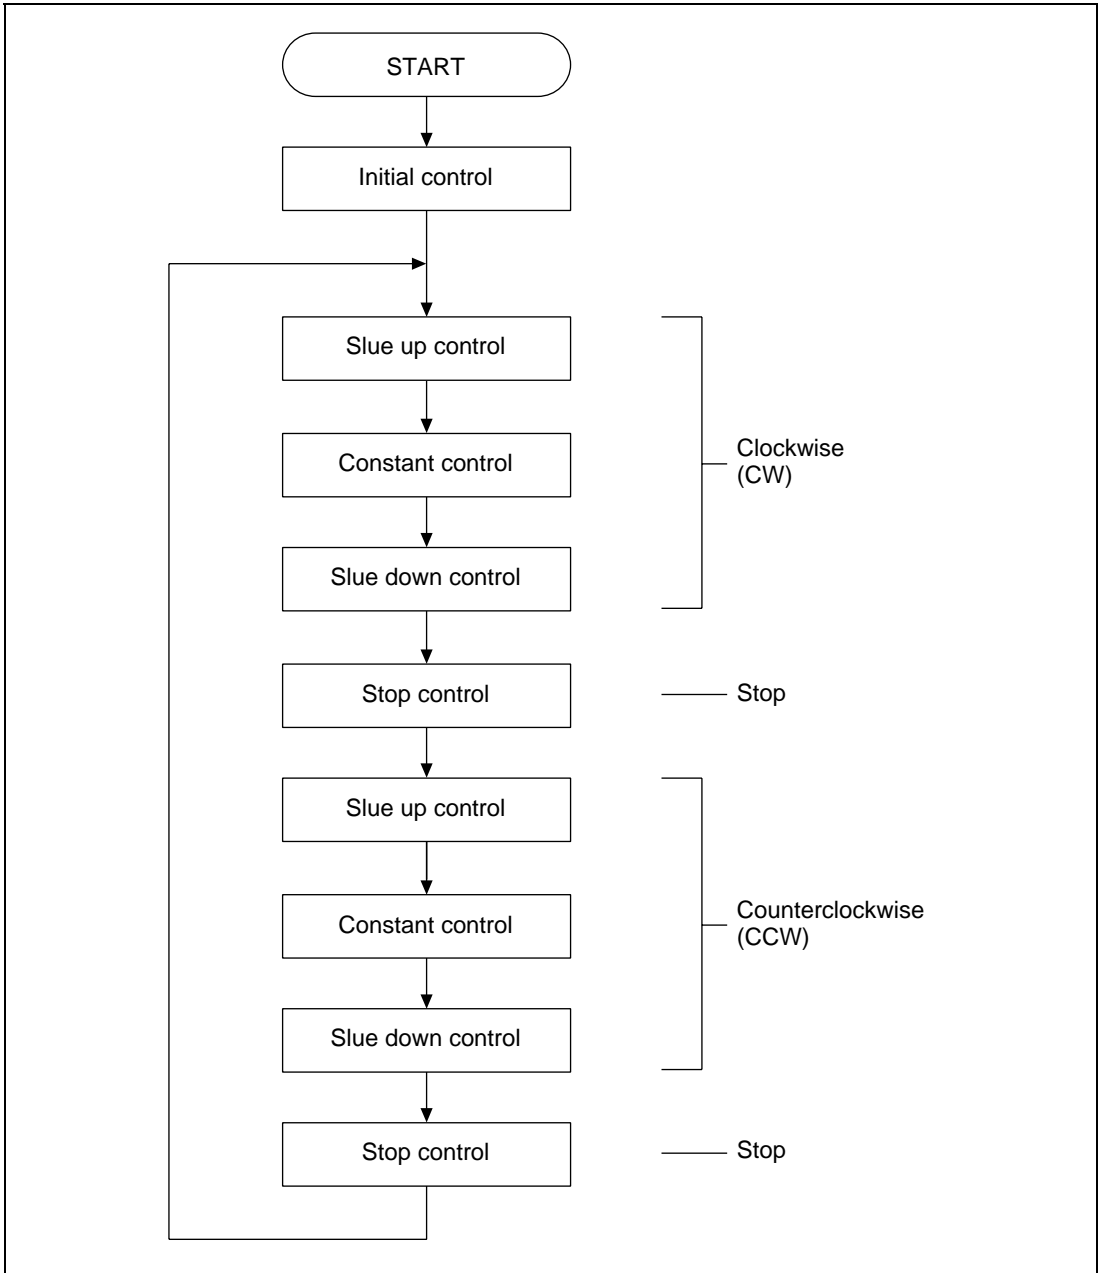 START
Initial control
Slue up control
Constant control
Clockwise
(CW)
Slue down control
Stop control
Stop
Slue up control
Constant control
Counterclockwise
(CCW)
Slue down control
Stop control
Stop